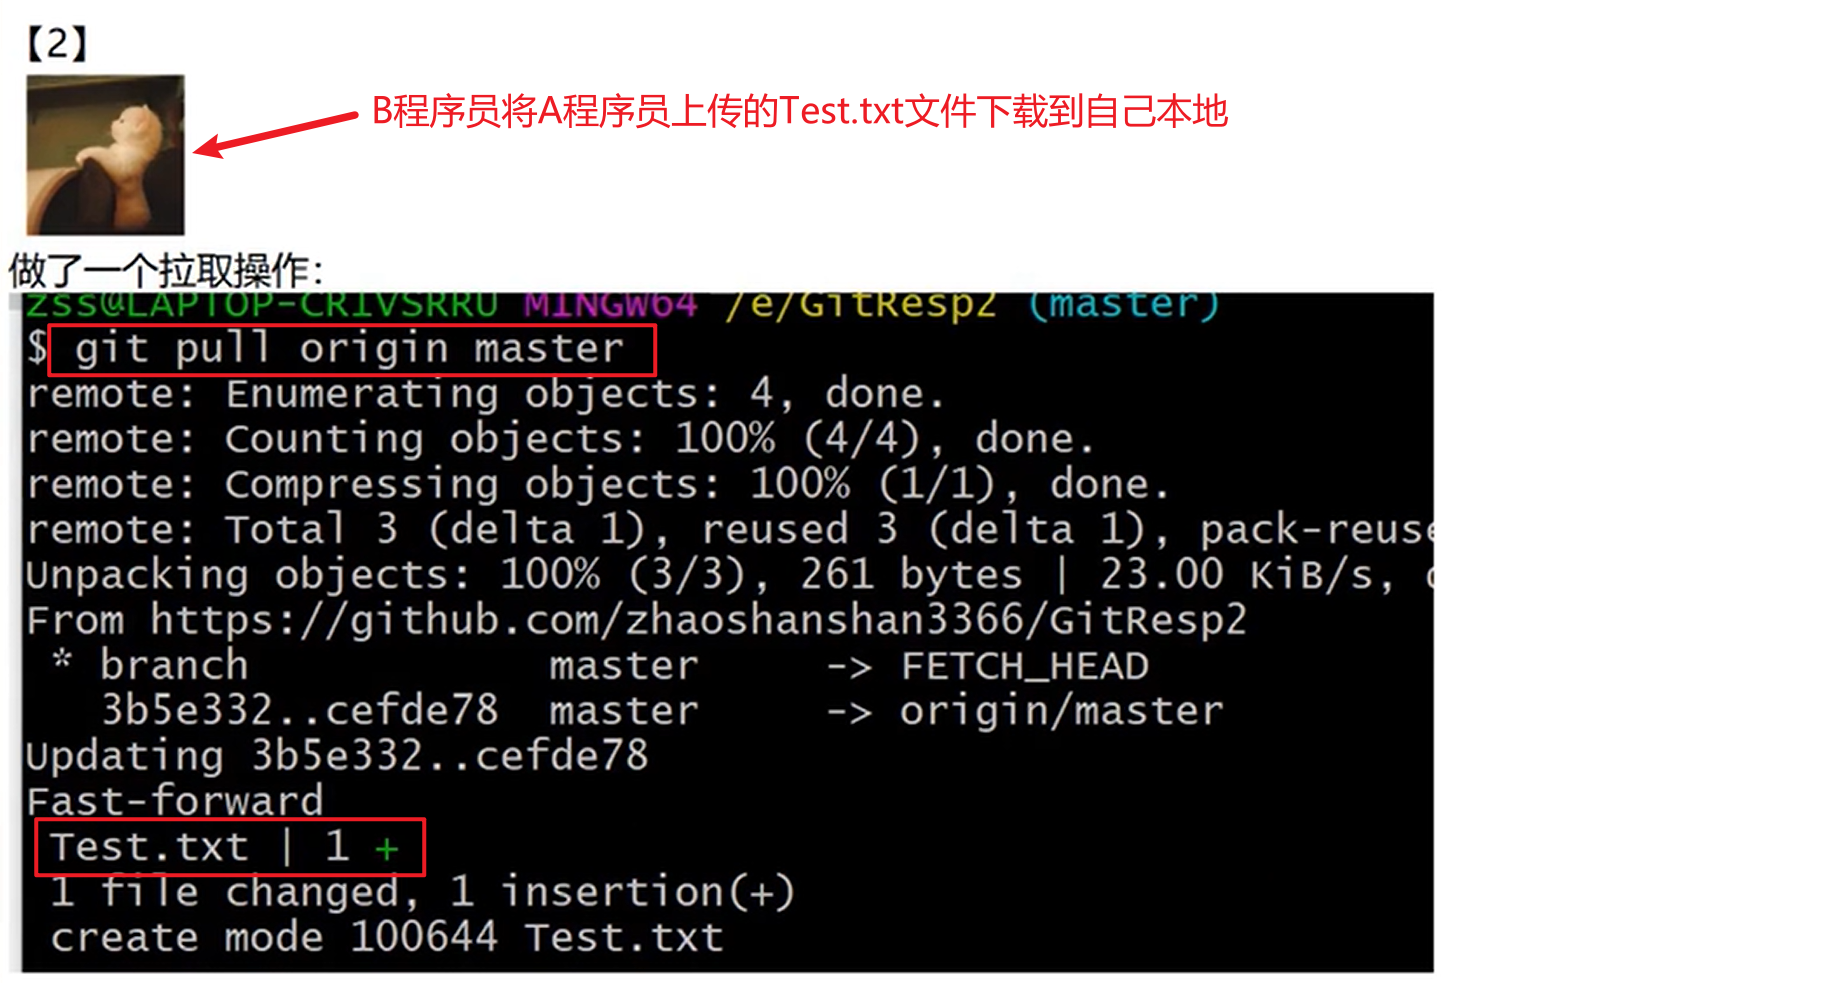 【2】
B程序员将A程序员上传的Test.txt文件下载到自己本地
做了一个拉取操作：
zss@LAPTOP-CR1VSRRU MINGW64 /e/GitResp2 (master)
$ git pull origin master
remote: Enumerating objects: 4, done.
remote: Counting objects: 100% (4/4), done.
remote: Compressing objects: 100% (1/1), done.
remote: Total 3 (delta 1), reused 3 (delta 1), pack-reuse
Unpacking objects: 100% (3/3), 261 bytes | 23.00 KiB/s,
From https://github.com/zhaoshanshan3366/GitResp2
 * branch            master     -> FETCH_HEAD
   3b5e332..cefde78  master     -> origin/master
Updating 3b5e332..cefde78
Fast-forward
 Test.txt | 1 +
 1 file changed, 1 insertion(+)
 create mode 100644 Test.txt